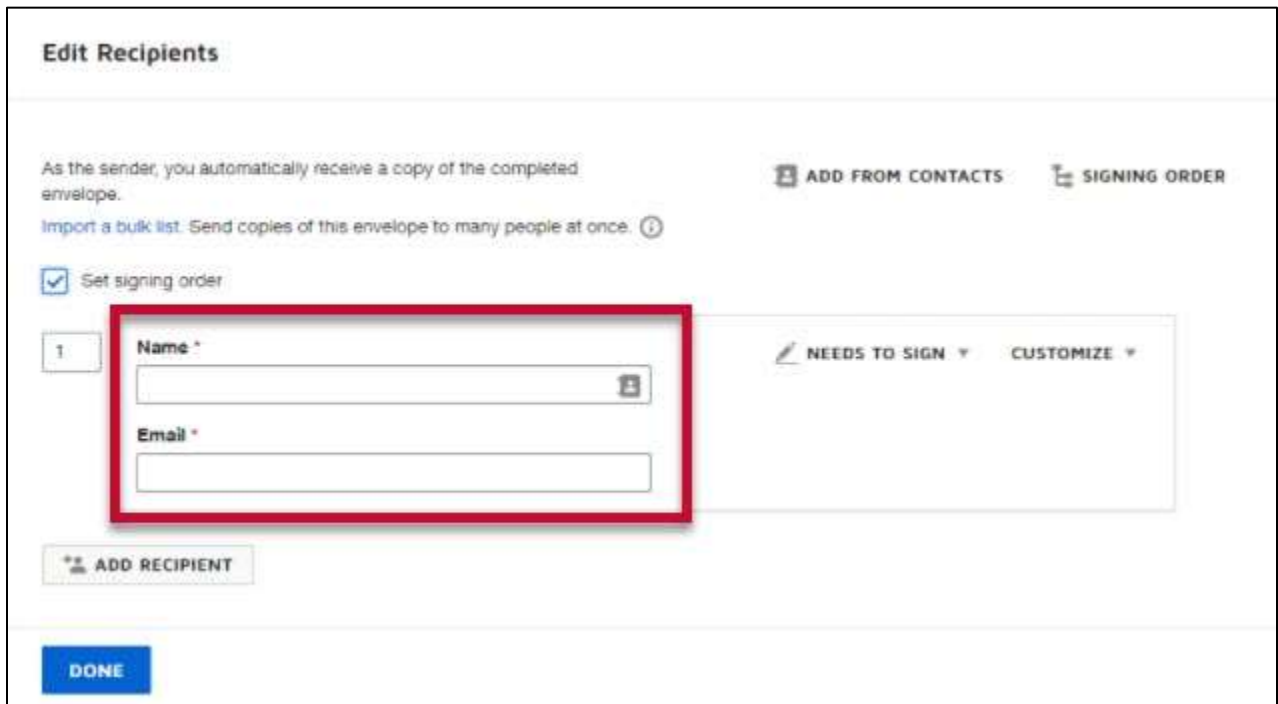 Edit Recipients
As the sender, you automatically receive a copy of the completed
envelope.
ADD FROM CONTACTS
SIGNING ORDER
Import a bulk list. Send copies of this envelope to many people at once.
Set signing order
1
Name *
NEEDS TO SIGN
CUSTOMIZE
Email *
ADD RECIPIENT
DONE